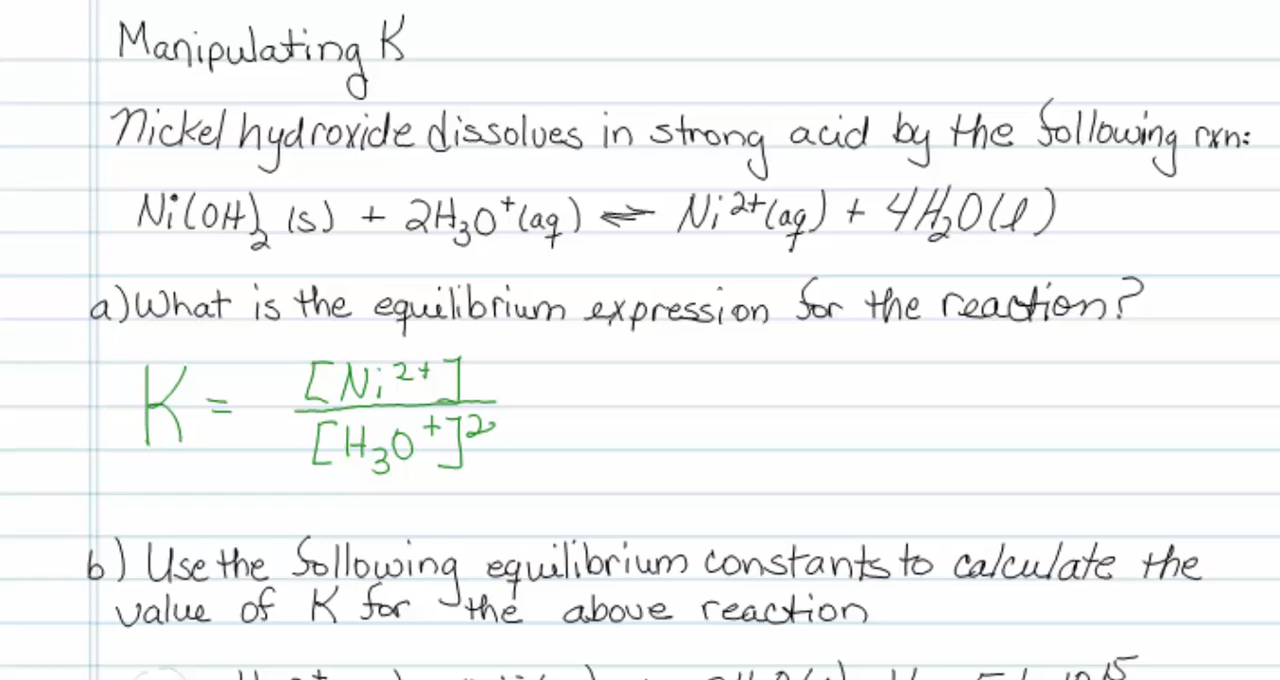 Manipulating K
Nickel hydroxide dissolves in strong acid by the following rxn:
Ni(OH)₂ (s) + 2H₃O⁺(aq) ⇌ Ni²⁺(aq) + 4H₂O(l)
a) What is the equilibrium expression for the reaction?
K = [Ni²⁺] / [H₃O⁺]²
b) Use the following equilibrium constants to calculate the
value of K for the above reaction